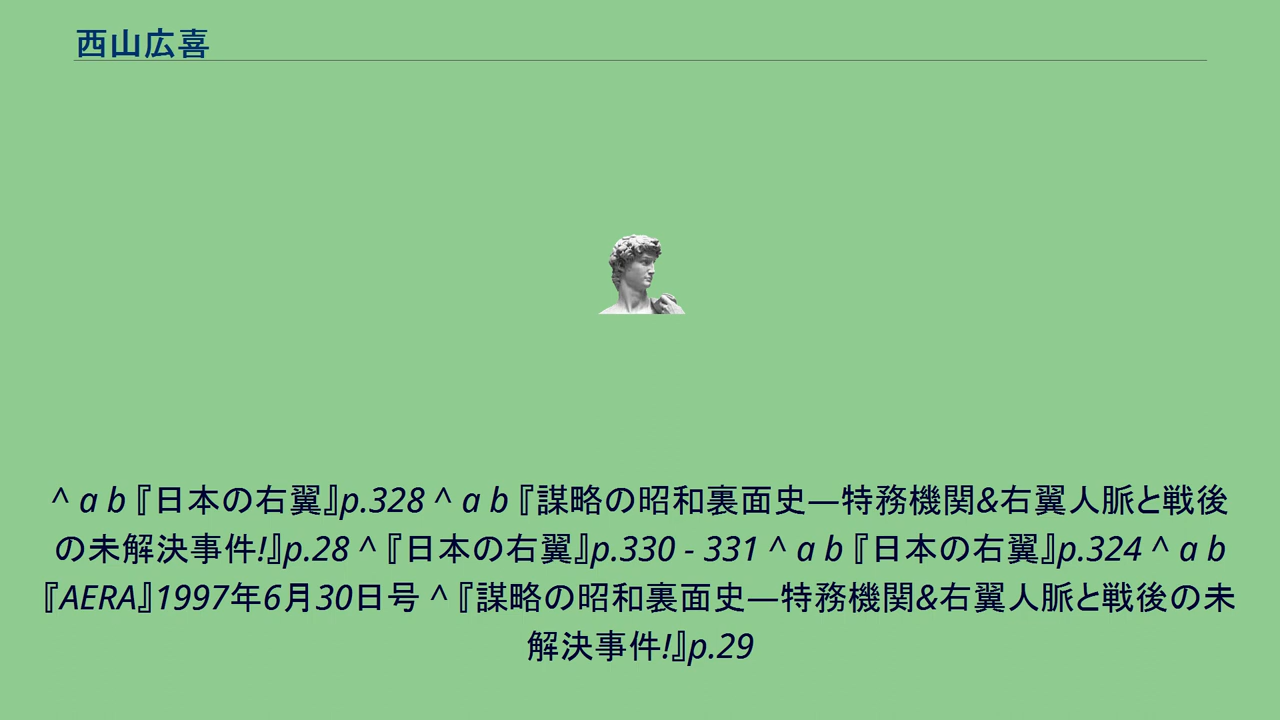 西山広喜
^ a b 『日本の右翼』p.328 ^ a b 『謀略の昭和裏面史―特務機関&右翼人脈と戦後
の未解決事件!』p.28 ^ 『日本の右翼』p.330 - 331 ^ a b 『日本の右翼』p.324 ^ a b
『AERA』1997年6月30日号 ^ 『謀略の昭和裏面史―特務機関&右翼人脈と戦後の未
解決事件!』p.29